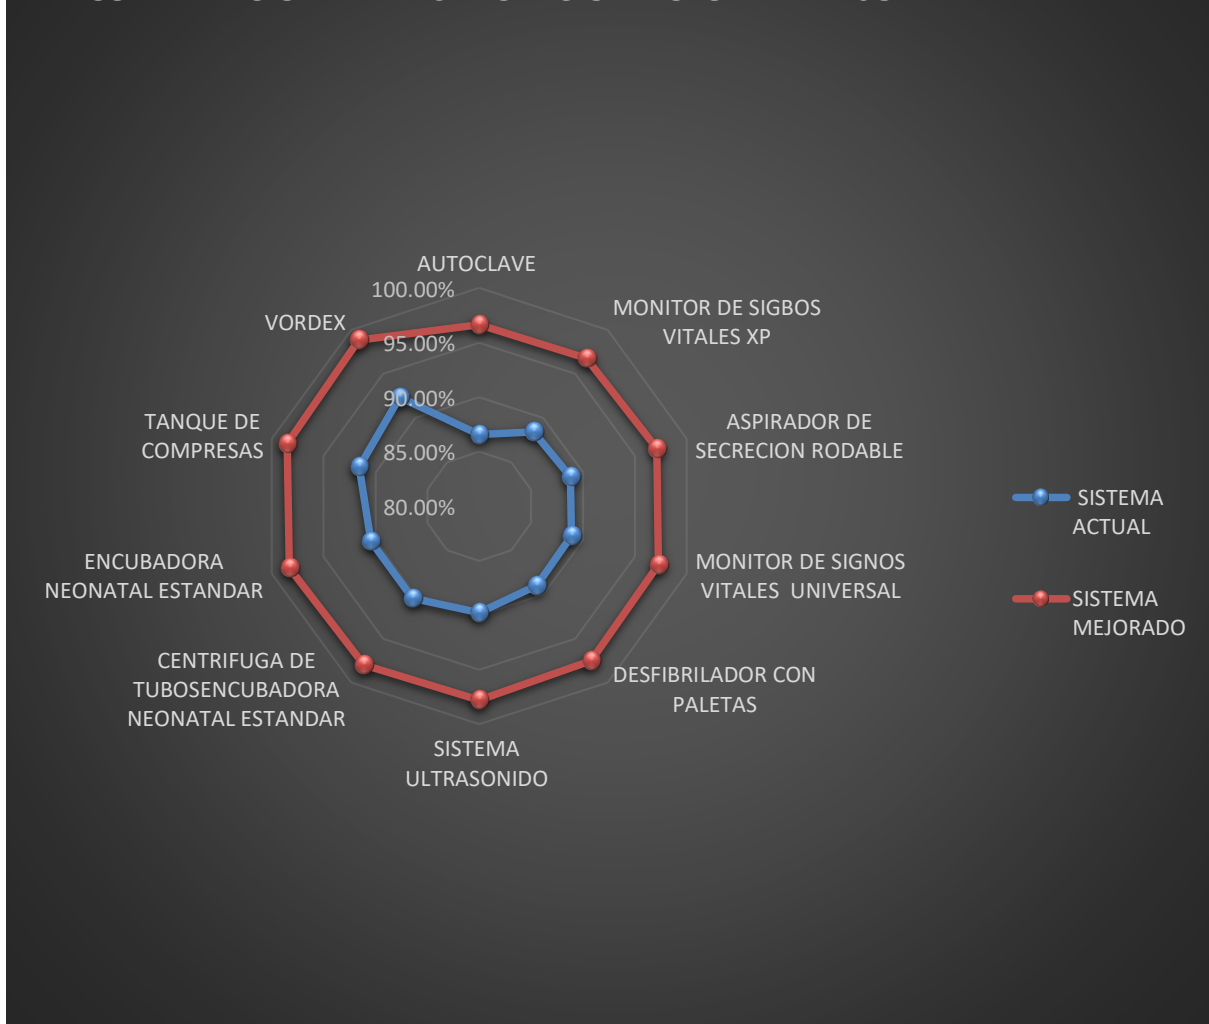 AUTOCLAVE
100.00%
MONITOR DE SIGBOS
VITALES XP
VORDEX
95.00%
90.00%
TANQUE DE
COMPRESAS
ASPIRADOR DE
SECRECION RODABLE
85.00%
80.00%
SISTEMA
ACTUAL
ENCUBADORA
NEONATAL ESTANDAR
MONITOR DE SIGNOS
VITALES  UNIVERSAL
SISTEMA
MEJORADO
CENTRIFUGA DE
TUBOSENCUBADORA
NEONATAL ESTANDAR
DESFIBRILADOR CON
PALETAS
SISTEMA
ULTRASONIDO